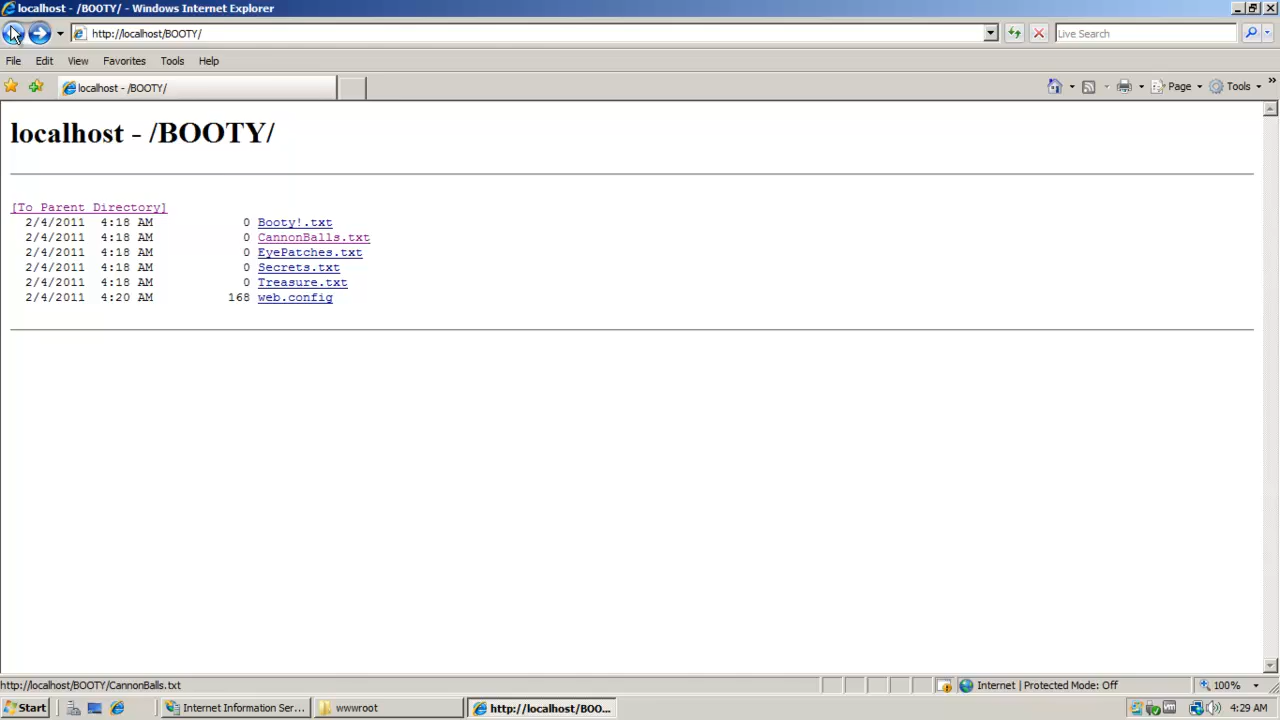 localhost - /BOOTY/ - Windows Internet Explorer
http://localhost/BOOTY/
Live Search
File Edit View Favorites Tools Help
localhost - /BOOTY/
Page Tools »
localhost - /BOOTY/
[To Parent Directory]
2/4/2011 4:18 AM 0 Booty!.txt
2/4/2011 4:18 AM 0 CannonBalls.txt
2/4/2011 4:18 AM 0 EyePatches.txt
2/4/2011 4:18 AM 0 Secrets.txt
2/4/2011 4:18 AM 0 Treasure.txt
2/4/2011 4:20 AM 168 web.config
http://localhost/BOOTY/CannonBalls.txt
Internet | Protected Mode: Off
100%
Start
Internet Information Ser...
wwwroot
http://localhost/BOO...
4:29 AM